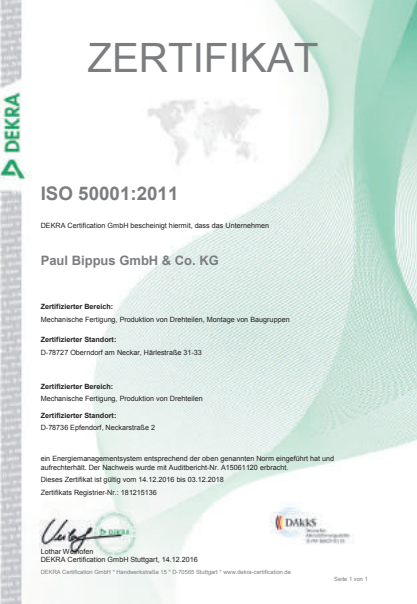 ZERTIFIKAT
DEKRA
ISO 50001:2011
DEKRA Certification GmbH bescheinigt hiermit, dass das Unternehmen
Paul Bippus GmbH & Co. KG
Zertifizierter Bereich:
Mechanische Fertigung, Produktion von Drehteilen, Montage von Baugruppen
Zertifizierter Standort:
D-78727 Oberndorf am Neckar, Härlestraße 31-33
Zertifizierter Bereich:
Mechanische Fertigung, Produktion von Drehteilen
Zertifizierter Standort:
D-78736 Epfendorf, Neckarstraße 2
ein Energiemanagementsystem entsprechend der oben genannten Norm eingeführt hat und
aufrechterhält. Der Nachweis wurde mit Auditbericht-Nr. A15061120 erbracht.
Dieses Zertifikat ist gültig vom 14.12.2016 bis 03.12.2018
Zertifikats Registrier-Nr.: 181215136
DEKRA
DAkkS
Lothar Weihofen
DEKRA Certification GmbH Stuttgart, 14.12.2016
DEKRA Certification GmbH * Handwerkstraße 15 * D-70565 Stuttgart * www.dekra-certification.de
Seite 1 von 1